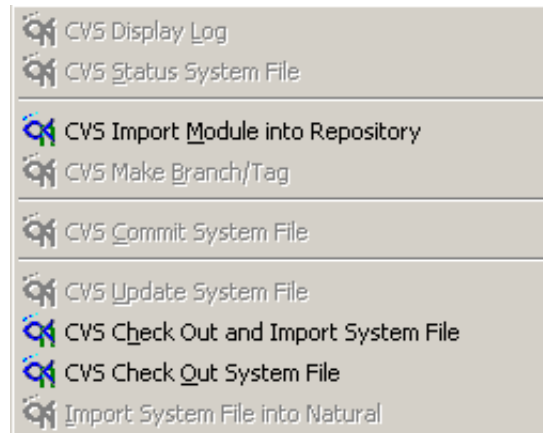 CVS Display Log
CVS Status System File
CVS Import Module into Repository
CVS Make Branch/Tag
CVS Commit System File
CVS Update System File
CVS Check Out and Import System File
CVS Check Out System File
Import System File into Natural